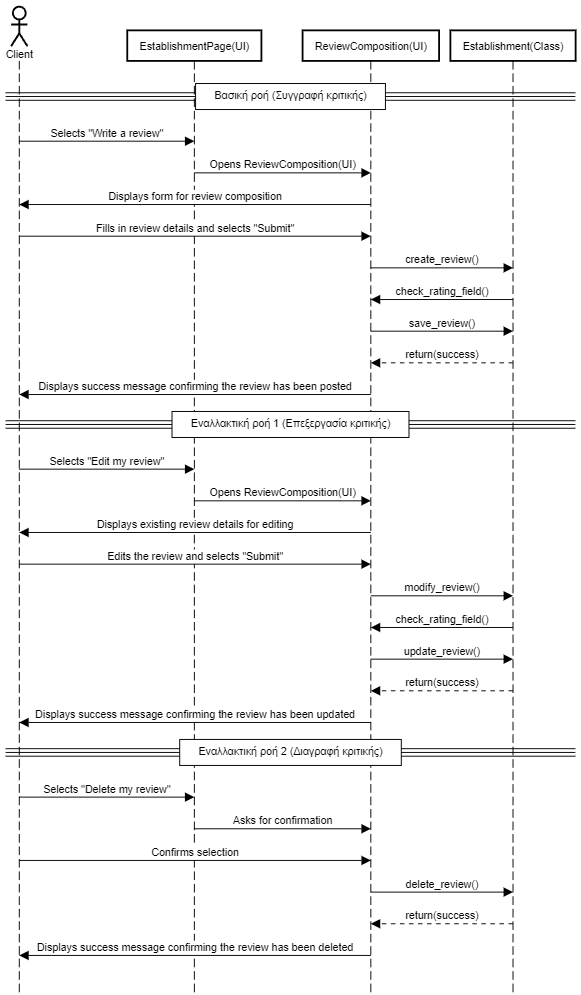 Client
EstablishmentPage(UI)
ReviewComposition(UI)
Establishment(Class)
Βασική ροή (Συγγραφή κριτικής)
Selects "Write a review"
Opens ReviewComposition(UI)
Displays form for review composition
Fills in review details and selects "Submit"
create_review()
check_rating_field()
save_review()
return(success)
Displays success message confirming the review has been posted
Εναλλακτική ροή 1 (Επεξεργασία κριτικής)
Selects "Edit my review"
Opens ReviewComposition(UI)
Displays existing review details for editing
Edits the review and selects "Submit"
modify_review()
check_rating_field()
update_review()
return(success)
Displays success message confirming the review has been updated
Εναλλακτική ροή 2 (Διαγραφή κριτικής)
Selects "Delete my review"
Asks for confirmation
Confirms selection
delete_review()
return(success)
Displays success message confirming the review has been deleted